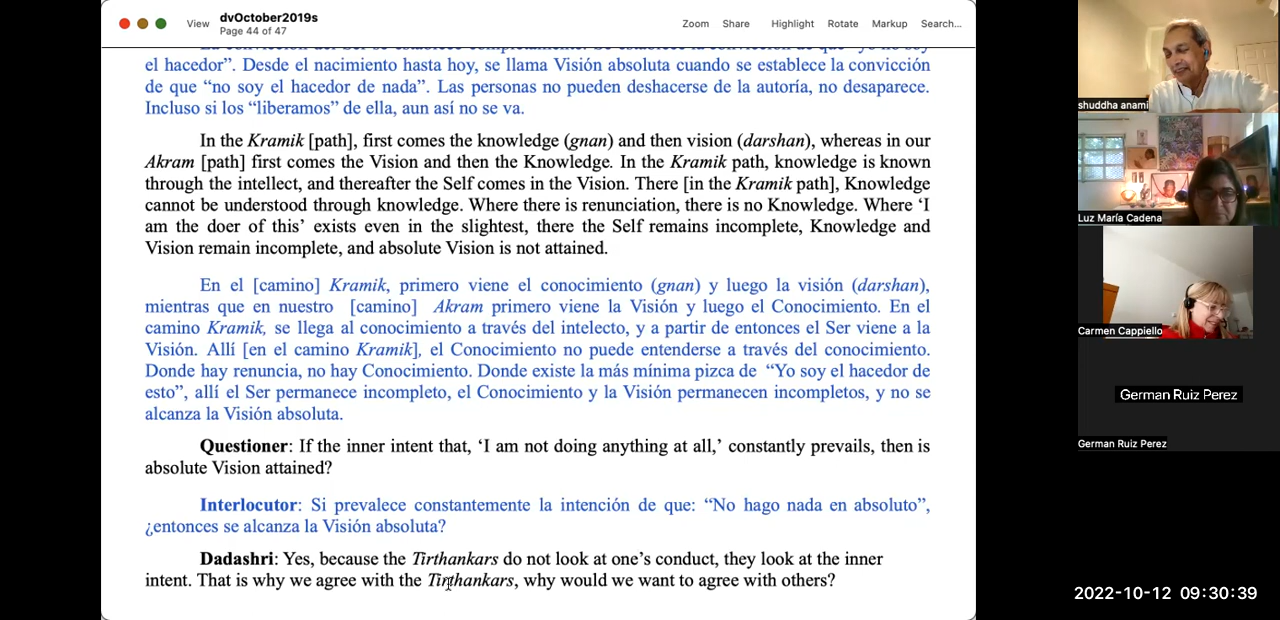 View
dvOctober2019s
Page 44 of 47
Zoom Share Highlight Rotate Markup Search...
el hacedor”. Desde el nacimiento hasta hoy, se llama Visión absoluta cuando se establece la convicción
de que “no soy el hacedor de nada”. Las personas no pueden deshacerse de la autoría, no desaparece.
Incluso si los “liberamos” de ella, aun así no se va.
In the Kramik [path], first comes the knowledge (gnan) and then vision (darshan), whereas in our
Akram [path] first comes the Vision and then the Knowledge. In the Kramik path, knowledge is known
through the intellect, and thereafter the Self comes in the Vision. There [in the Kramik path], Knowledge
cannot be understood through knowledge. Where there is renunciation, there is no Knowledge. Where ‘I
am the doer of this’ exists even in the slightest, there the Self remains incomplete, Knowledge and
Vision remain incomplete, and absolute Vision is not attained.
En el [camino] Kramik, primero viene el conocimiento (gnan) y luego la visión (darshan),
mientras que en nuestro [camino] Akram primero viene la Visión y luego el Conocimiento. En el
camino Kramik, se llega al conocimiento a través del intelecto, y a partir de entonces el Ser viene a la
Visión. Allí [en el camino Kramik], el Conocimiento no puede entenderse a través del conocimiento.
Donde hay renuncia, no hay Conocimiento. Donde existe la más mínima pizca de “Yo soy el hacedor de
esto”, allí el Ser permanece incompleto, el Conocimiento y la Visión permanecen incompletos, y no se
alcanza la Visión absoluta.
Questioner: If the inner intent that, ‘I am not doing anything at all,’ constantly prevails, then is
absolute Vision attained?
Interlocutor: Si prevalece constantemente la intención de que: “No hago nada en absoluto”,
¿entonces se alcanza la Visión absoluta?
Dadashri: Yes, because the Tirthankars do not look at one’s conduct, they look at the inner
intent. That is why we agree with the Tirthankars, why would we want to agree with others?
shuddha anami
Luz María Cadena
Carmen Cappiello
German Ruiz Perez
German Ruiz Perez
2022-10-12 09:30:39